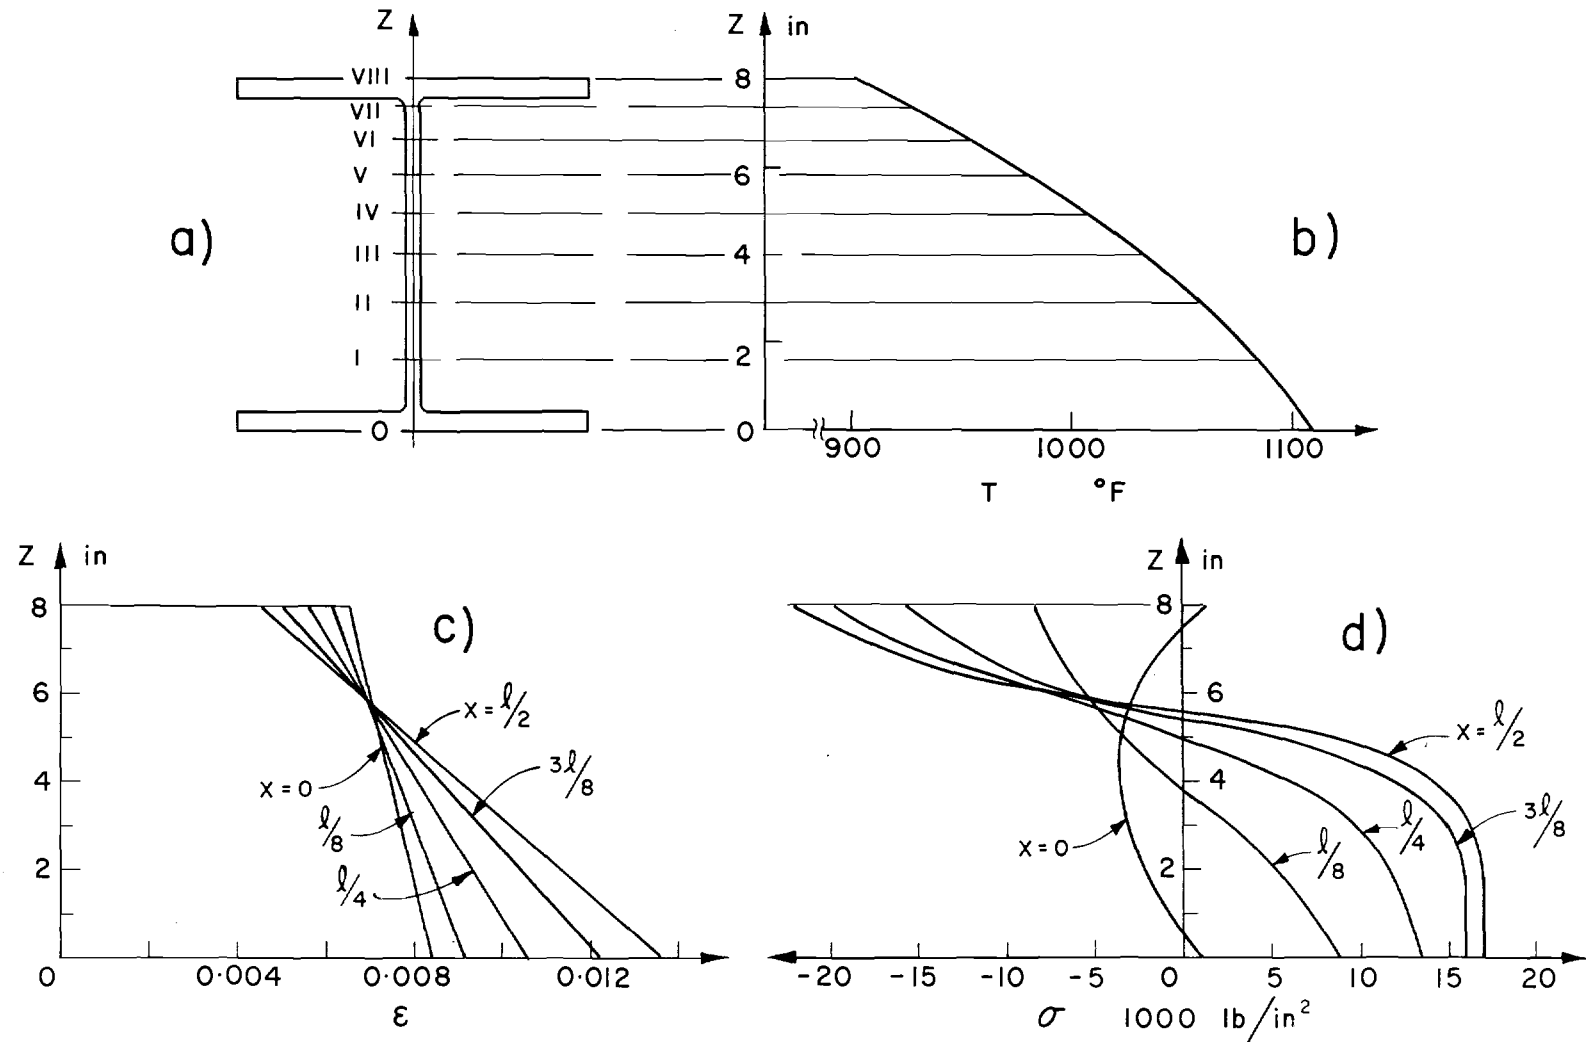 Z
Z in
VIII
8
VII
VI
V
6
IV
a)
b)
III
4
II
I
2
0
0
900 1000 1100
T °F
Z in
Z in
8
8
c)
d)
6
6
x = l/2
x = l/2
3l/8
4
x = 0
4
l/8
3l/8
l/4
x = 0
l/8
2
l/4
2
0 0·004 0·008 0·012
-20 -15 -10 -5 0 5 10 15 20
ε
σ 1000 lb/in²